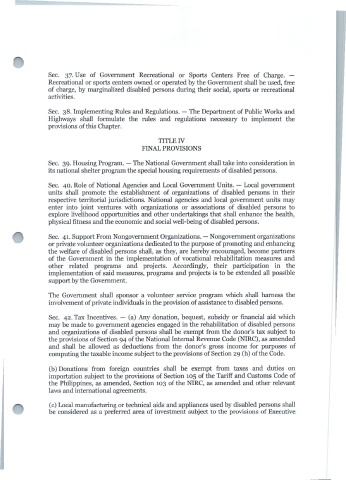 Sec. 37. Use of Government Recreational or Sports Centers Free of Charge. —
Recreational or sports centers owned or operated by the Government shall be used, free
of charge, by marginalized disabled persons during their social, sports or recreational
activities.
Sec. 38. Implementing Rules and Regulations. — The Department of Public Works and
Highways shall formulate the rules and regulations necessary to implement the
provisions of this Chapter.
TITLE IV
FINAL PROVISIONS
Sec. 39. Housing Program. — The National Government shall take into consideration in
its national shelter program the special housing requirements of disabled persons.
Sec. 40. Role of National Agencies and Local Government Units. — Local government
units shall promote the establishment of organizations of disabled persons in their
respective territorial jurisdictions. National agencies and local government units may
enter into joint ventures with organizations or associations of disabled persons to
explore livelihood opportunities and other undertakings that shall enhance the health,
physical fitness and the economic and social well-being of disabled persons.
Sec. 41. Support From Nongovernment Organizations. — Nongovernment organizations
or private volunteer organizations dedicated to the purpose of promoting and enhancing
the welfare of disabled persons shall, as they, are hereby encouraged, become partners
of the Government in the implementation of vocational rehabilitation measures and
other related programs and projects. Accordingly, their participation in the
implementation of said measures, programs and projects is to be extended all possible
support by the Government.
The Government shall sponsor a volunteer service program which shall harness the
involvement of private individuals in the provision of assistance to disabled persons.
Sec. 42. Tax Incentives. — (a) Any donation, bequest, subsidy or financial aid which
may be made to government agencies engaged in the rehabilitation of disabled persons
and organizations of disabled persons shall be exempt from the donor's tax subject to
the provisions of Section 94 of the National Internal Revenue Code (NIRC), as amended
and shall be allowed as deductions from the donor's gross income for purposes of
computing the taxable income subject to the provisions of Section 29 (h) of the Code.
(b) Donations from foreign countries shall be exempt from taxes and duties on
importation subject to the provisions of Section 105 of the Tariff and Customs Code of
the Philippines, as amended, Section 103 of the NIRC, as amended and other relevant
laws and international agreements.
(c) Local manufacturing or technical aids and appliances used by disabled persons shall
be considered as a preferred area of investment subject to the provisions of Executive